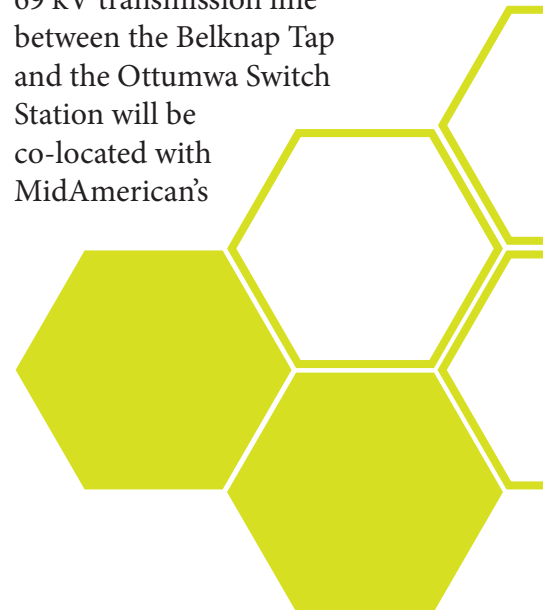 69 kV transmission line
between the Belknap Tap
and the Ottumwa Switch
Station will be
co-located with
MidAmerican's